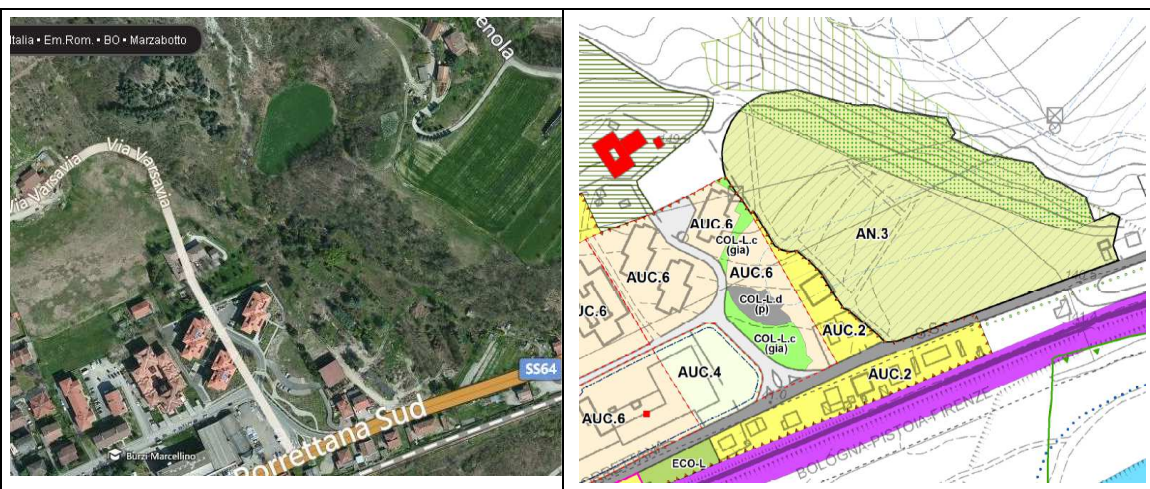 Italia ▪ Em.Rom. ▪ BO ▪ Marzabotto
enola
Via Varsavia
Via Varsavia
SS64
Porrettana Sud
Burzi-Marcellino
AN.3
AUC.6
COL-L.c
(gia)
AUC.6
AUC.6
COL-L.d
(p)
UC.6
COL-L.c
(gia)
AUC.2
AUC.4
AUC.2
AUC.6
ECO-L
BOLOGNA-PISTOIA-FIRENZE